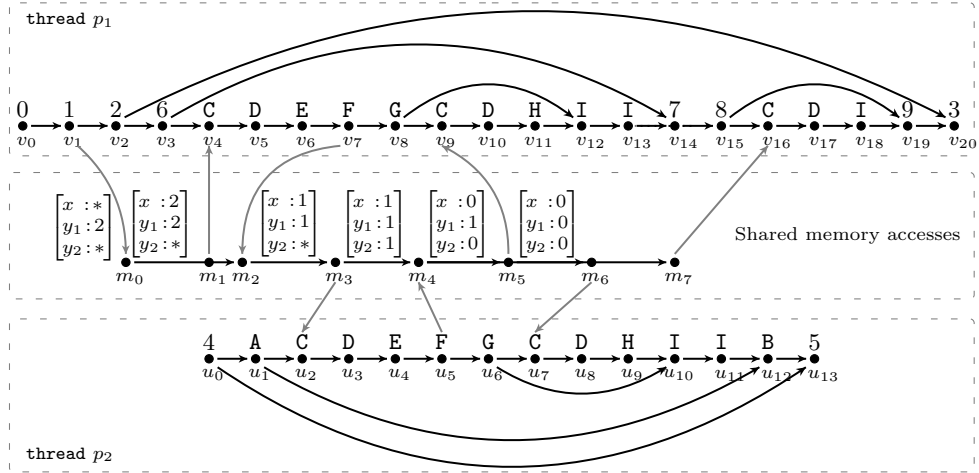 thread p₁
0 1 2 6 C D E F G C D H I I 7 8 C D I 9 3
v₀ v₁ v₂ v₃ v₄ v₅ v₆ v₇ v₈ v₉ v₁₀ v₁₁ v₁₂ v₁₃ v₁₄ v₁₅ v₁₆ v₁₇ v₁₈ v₁₉ v₂₀
[x :* [x :2 [x :1 [x :1 [x :0 [x :0
y₁:2 y₁:2 y₁:1 y₁:1 y₁:1 y₁:0
y₂:*] y₂:*] y₂:*] y₂:1] y₂:0] y₂:0]
Shared memory accesses
m₀ m₁ m₂ m₃ m₄ m₅ m₆ m₇
4 A C D E F G C D H I I B 5
u₀ u₁ u₂ u₃ u₄ u₅ u₆ u₇ u₈ u₉ u₁₀ u₁₁ u₁₂ u₁₃
thread p₂